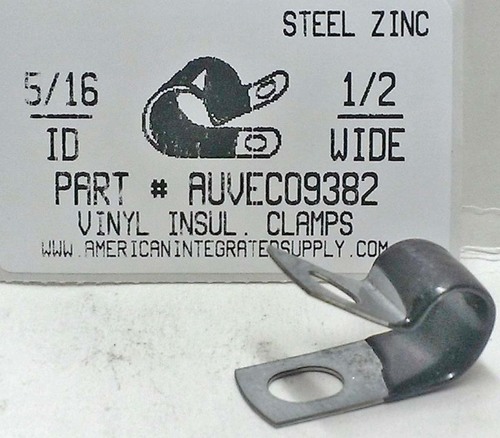 STEEL ZINC
5/16
ID
1/2
WIDE
PART # AUVECO9382
VINYL INSUL. CLAMPS
WWW.AMERICANINTEGRATEDSUPPLY.COM